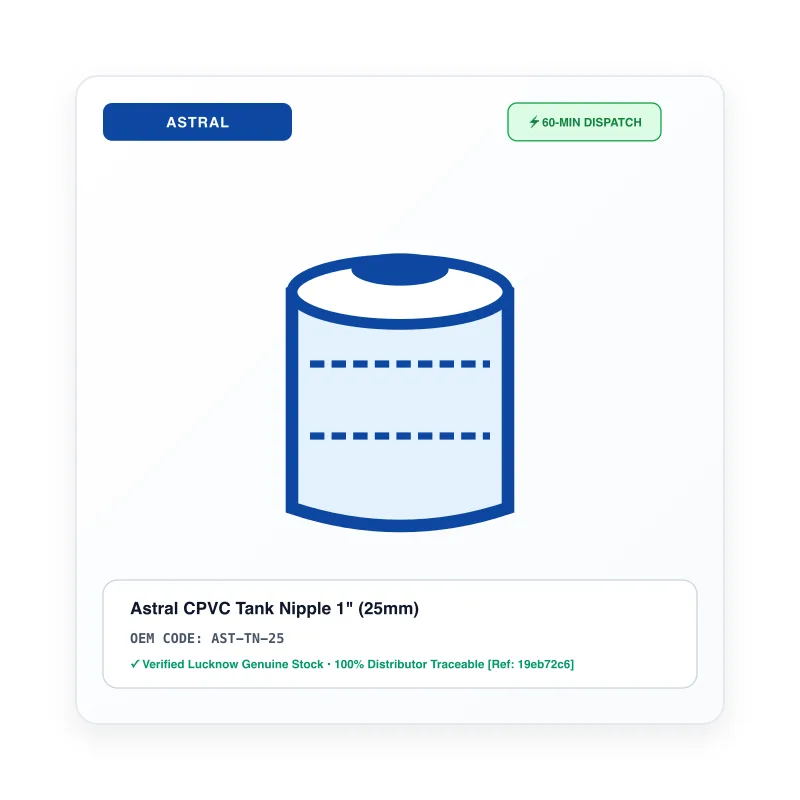 ASTRAL
⚡ 60-MIN DISPATCH
Astral CPVC Tank Nipple 1" (25mm)
OEM CODE: AST-TN-25
✓ Verified Lucknow Genuine Stock · 100% Distributor Traceable [Ref: 19eb72c6]